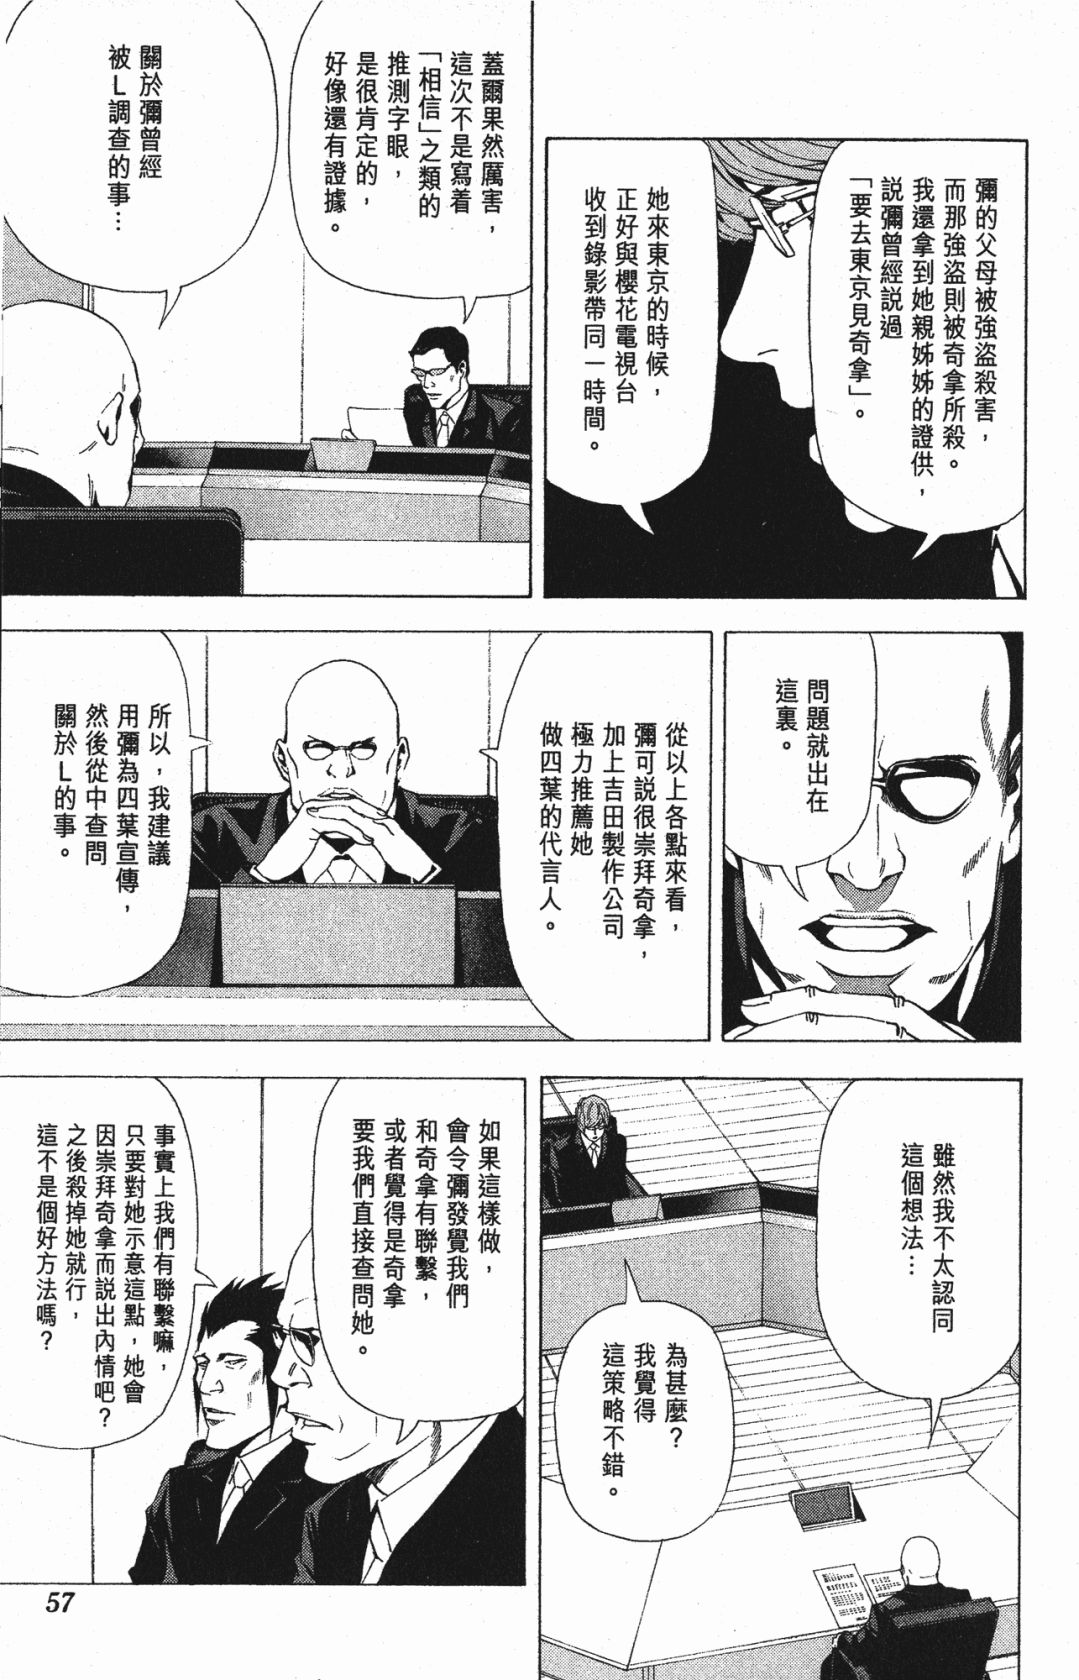 彌的父母被強盜殺害，
而那強盜則被奇拿所殺。
我還拿到她親姊姊的證供，
說彌曾經說過
「要去東京見奇拿」。
她來東京的時候，
正好與櫻花電視台
收到錄影帶同一時間。
蓋爾果然厲害，
這次不是寫着
「相信」之類的
推測字眼，
是很肯定的，
好像還有證據。
關於彌曾經
被L調查的事…
問題就出在
這裏。
從以上各點來看，
彌可說很崇拜奇拿，
加上吉田製作公司
極力推薦她
做四葉的代言人。
所以，我建議
用彌為四葉宣傳，
然後從中查問
關於L的事。
雖然我不太認同
這個想法…
為甚麼？
我覺得
這策略不錯。
如果這樣做，
會令彌發覺我們
和奇拿有聯繫，
或者覺得是奇拿
要我們直接查問她。
事實上我們有聯繫嘛，
只要對她示意這點，她會
因崇拜奇拿而說出內情吧？
之後殺掉她就行，
這不是個好方法嗎？
57